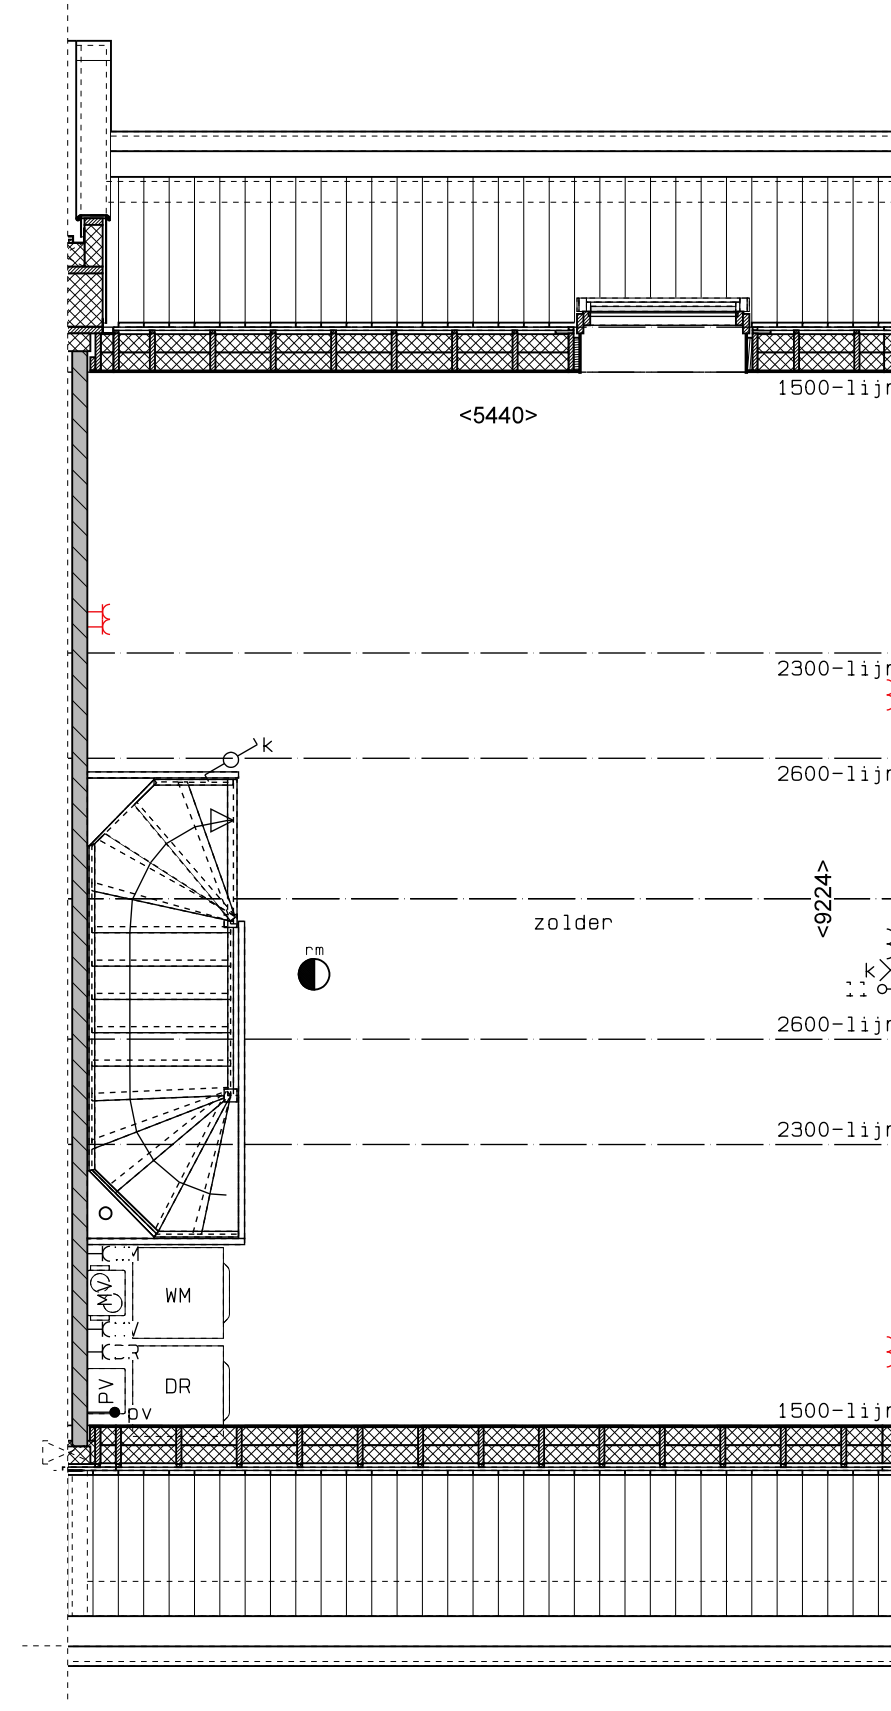 1500-lijn
<5440>
2300-lijn
k
2600-lijn
<9224>
zolder
rm
k
11
2600-lijn
2300-lijn
MV
WM
PV
DR
pv
1500-lijn